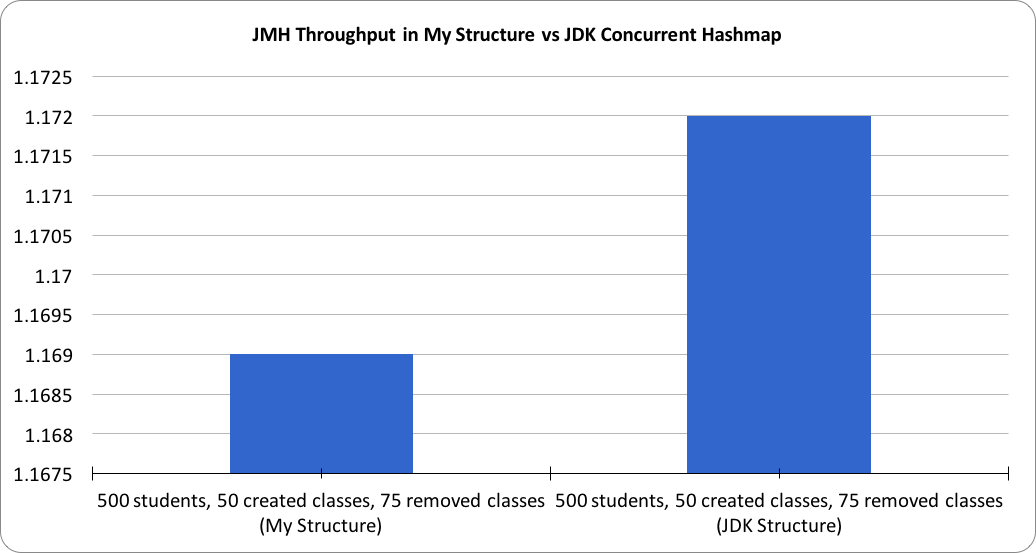 JMH Throughput in My Structure vs JDK Concurrent Hashmap
1.1725
1.172
1.1715
1.171
1.1705
1.17
1.1695
1.169
1.1685
1.168
1.1675
500 students, 50 created classes, 75 removed classes
(My Structure)
500 students, 50 created classes, 75 removed classes
(JDK Structure)